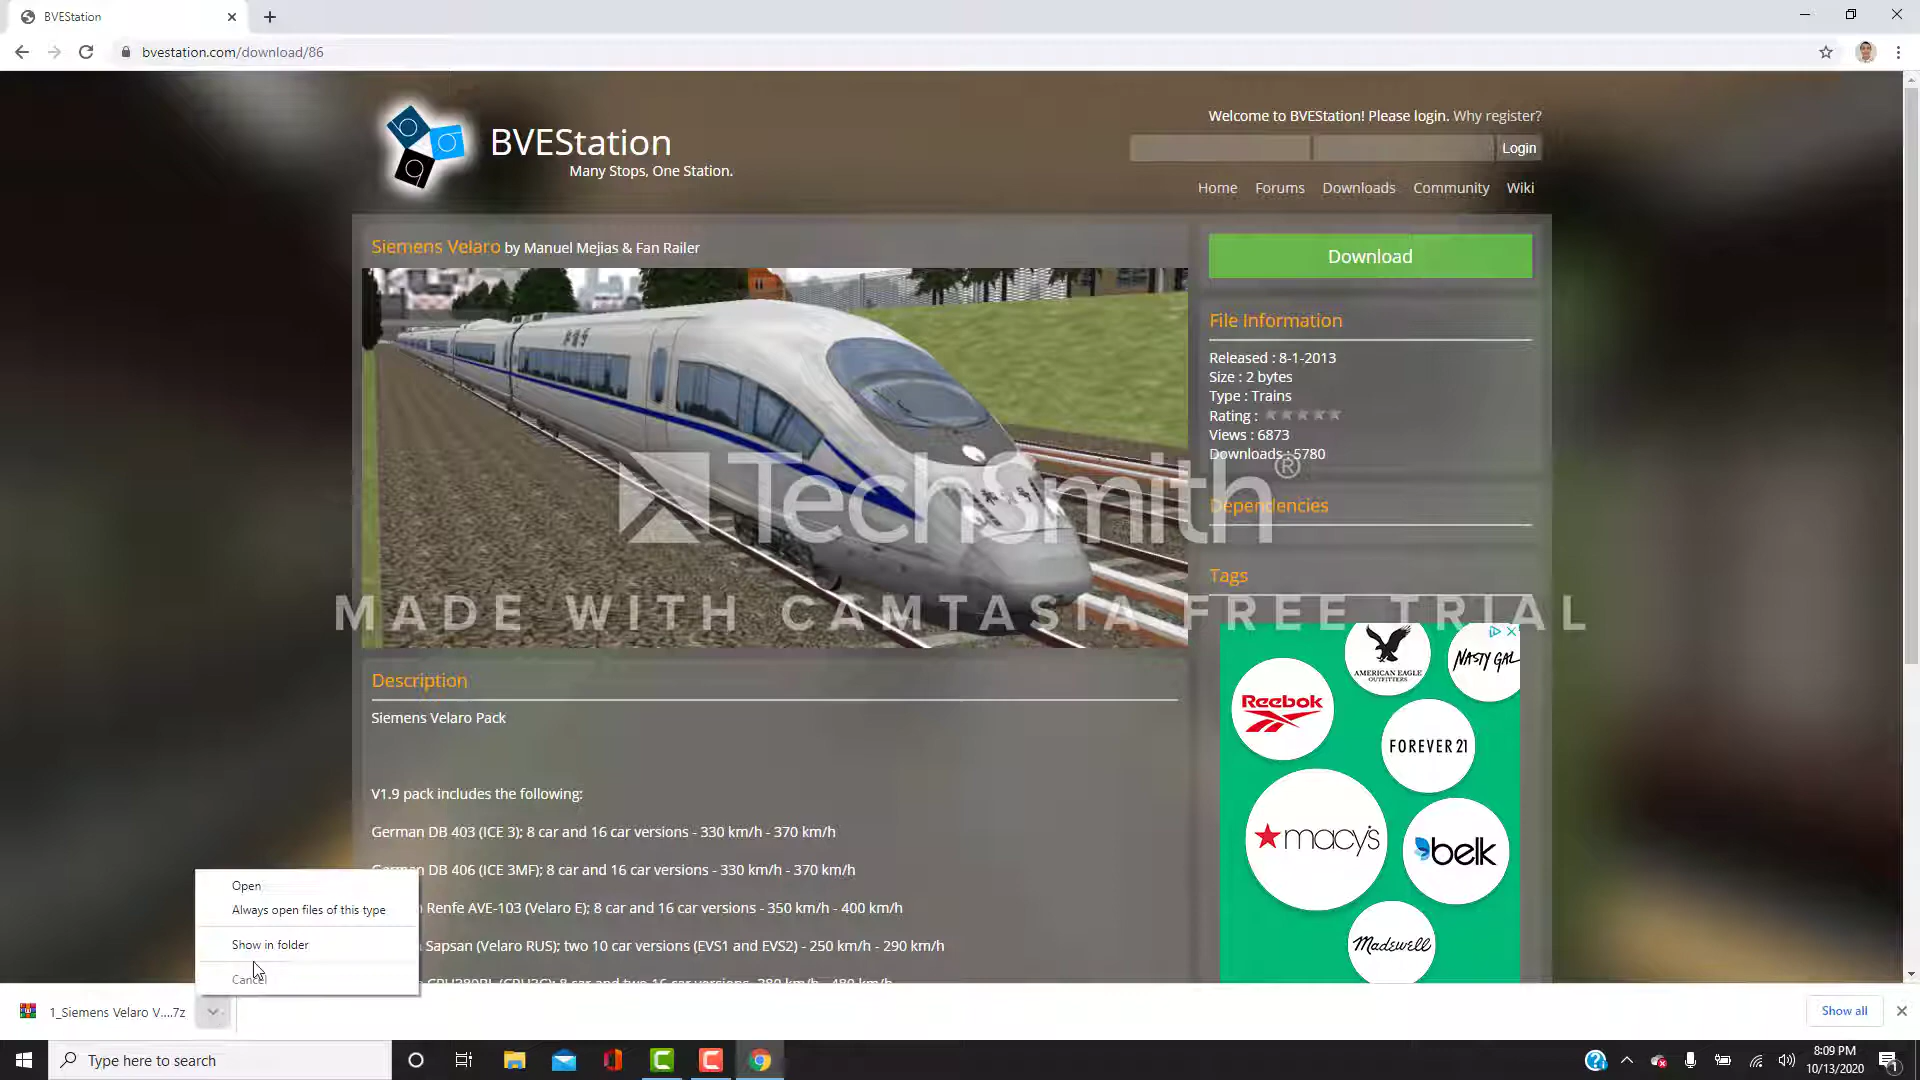 BVEStation
bvestation.com/download/86
BVEStation
Many Stops, One Station.
Welcome to BVEStation! Please login. Why register?
Login
Home Forums Downloads Community Wiki
Siemens Velaro by Manuel Mejias & Fan Railer
Download
File Information
Released : 8-1-2013
Size : 2 bytes
Type : Trains
Rating :
Views : 6873
Downloads : 5780
TechSmith®
Dependencies
Tags
MADE WITH CAMTASIA FREE TRIAL
AMERICAN EAGLE
OUTFITTERS
NASTY GAL
Reebok
FOREVER 21
macy's
belk
Madewell
Description
Siemens Velaro Pack
V1.9 pack includes the following:
German DB 403 (ICE 3); 8 car and 16 car versions - 330 km/h - 370 km/h
German DB 406 (ICE 3MF); 8 car and 16 car versions - 330 km/h - 370 km/h
Renfe AVE-103 (Velaro E); 8 car and 16 car versions - 350 km/h - 400 km/h
Sapsan (Velaro RUS); two 10 car versions (EVS1 and EVS2) - 250 km/h - 290 km/h
Open
Always open files of this type
Show in folder
Cancel
1_Siemens Velaro V....7z
Show all
Type here to search
8:09 PM
10/13/2020
1